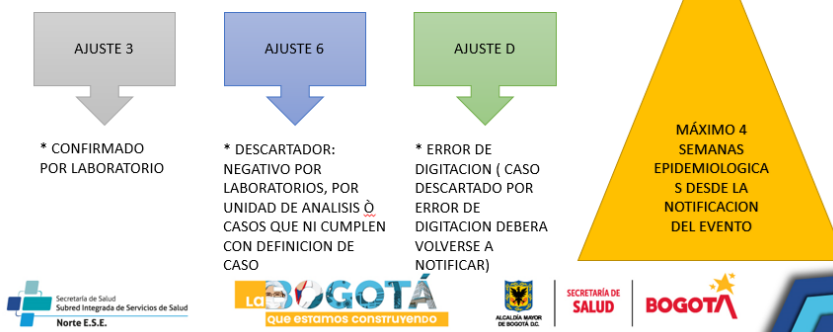 AJUSTE 3
* CONFIRMADO
POR LABORATORIO
AJUSTE 6
* DESCARTADOR:
NEGATIVO POR
LABORATORIOS, POR
UNIDAD DE ANALISIS Ò
CASOS QUE NI CUMPLEN
CON DEFINICION DE
CASO
AJUSTE D
* ERROR DE
DIGITACION ( CASO
DESCARTADO POR
ERROR DE
DIGITACION DEBERA
VOLVERSE A
NOTIFICAR)
MÁXIMO 4
SEMANAS
EPIDEMIOLOGICA
S DESDE LA
NOTIFICACION
DEL EVENTO
Secretaría de Salud
Subred Integrada de Servicios de Salud
Norte E.S.E.
La BOGOTÁ
que estamos construyendo
ALCALDÍA MAYOR
DE BOGOTÁ D.C.
SECRETARÍA DE
SALUD
BOGOTÁ